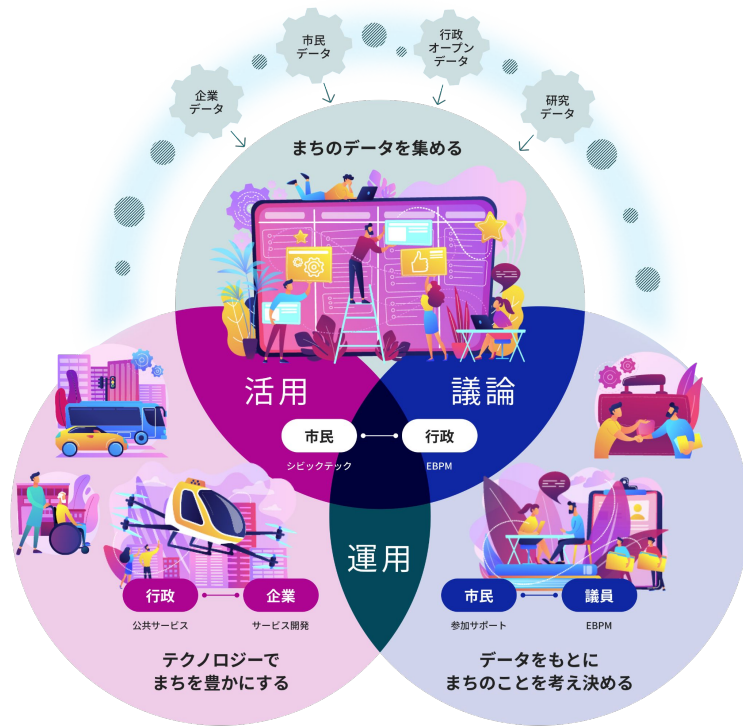 市民
データ
行政
オープン
データ
企業
データ
研究
データ
まちのデータを集める
活用
議論
市民
行政
シビックテック
EBPM
運用
行政
企業
公共サービス
サービス開発
市民
議員
参加サポート
EBPM
テクノロジーで
まちを豊かにする
データをもとに
まちのことを考え決める